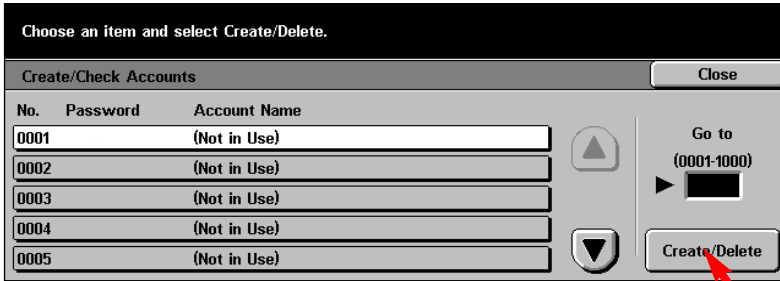 Choose an item and select Create/Delete.
Create/Check Accounts
Close
No. Password Account Name
0001 (Not in Use)
0002 (Not in Use)
0003 (Not in Use)
0004 (Not in Use)
0005 (Not in Use)
Go to
(0001-1000)
Create/Delete